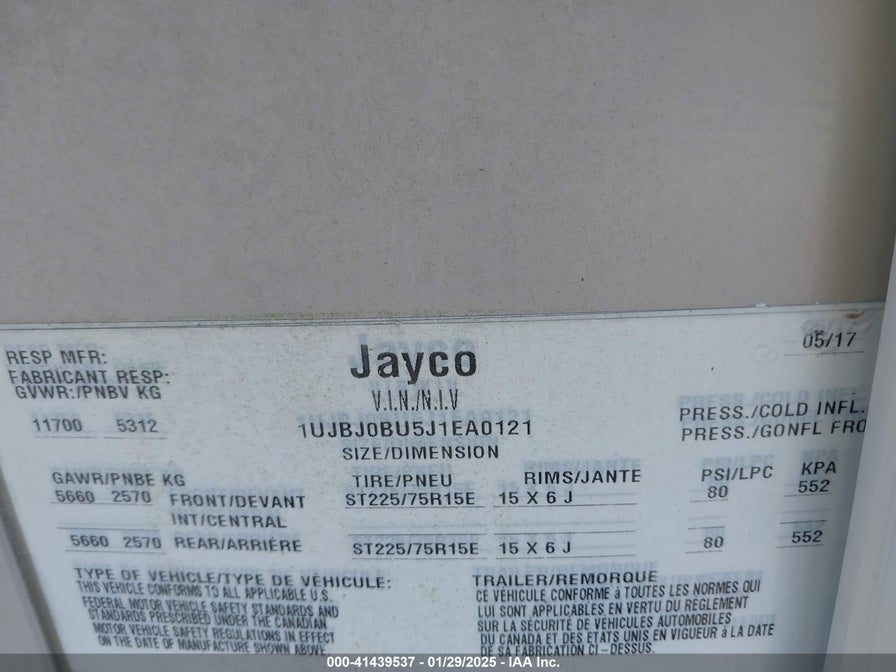 05/17
RESP MFR:
Jayco
FABRICANT RESP:
GVWR:/PNBV KG
V.I.N./N.I.V
11700 5312
1UJBJ0BU5J1EA0121
PRESS./COLD INFL.
PRESS./GONFL FRO
SIZE/DIMENSION
GAWR/PNBE KG TIRE/PNEU RIMS/JANTE PSI/LPC KPA
5660 2570 FRONT/DEVANT ST225/75R15E 15 X 6 J 80 552
INT/CENTRAL
5660 2570 REAR/ARRIÈRE ST225/75R15E 15 X 6 J 80 552
TYPE OF VEHICLE/TYPE DE VÉHICULE: TRAILER/REMORQUE
THIS VEHICLE CONFORMS TO ALL APPLICABLE U.S.
FEDERAL MOTOR VEHICLE SAFETY STANDARDS AND
STANDARDS PRESCRIBED UNDER THE CANADIAN
MOTOR VEHICLE SAFETY REGULATIONS IN EFFECT
ON THE DATE OF MANUFACTURE SHOWN ABOVE
CE VÉHICULE CONFORME À TOUTES LES NORMES QUI
LUI SONT APPLICABLES EN VERTU DU RÈGLEMENT
SUR LA SÉCURITÉ DE VÉHICULES AUTOMOBILES
DU CANADA ET DES ÉTATS UNIS EN VIGUEUR À LA DATE
DE SA FABRICATION CI-DESSUS.
000-41439537 - 01/29/2025 - IAA Inc.